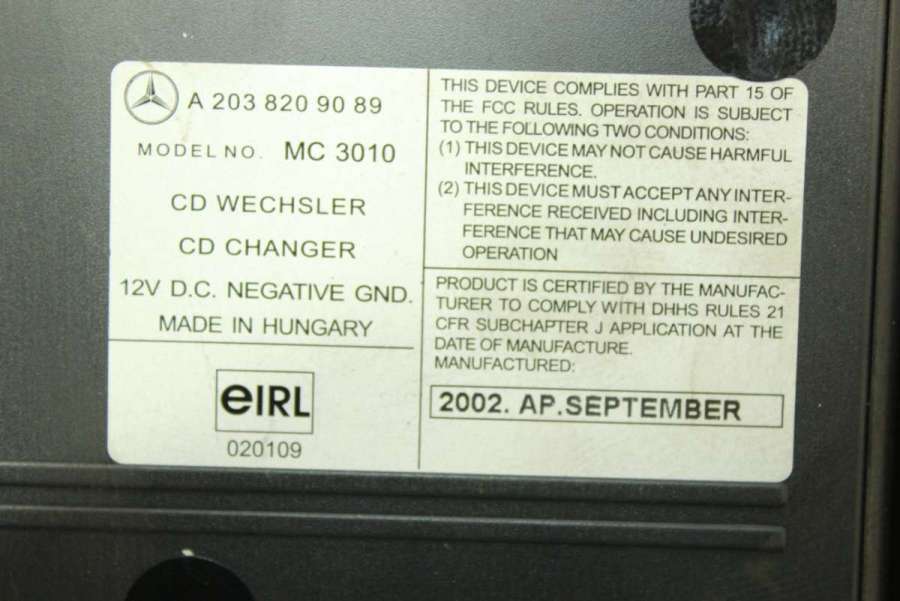 A 203 820 90 89
MODEL NO. MC 3010
CD WECHSLER
CD CHANGER
12V D.C. NEGATIVE GND.
MADE IN HUNGARY
eIRL
020109
THIS DEVICE COMPLIES WITH PART 15 OF
THE FCC RULES. OPERATION IS SUBJECT
TO THE FOLLOWING TWO CONDITIONS:
(1) THIS DEVICE MAY NOT CAUSE HARMFUL
INTERFERENCE.
(2) THIS DEVICE MUST ACCEPT ANY INTER-
FERENCE RECEIVED INCLUDING INTER-
FERENCE THAT MAY CAUSE UNDESIRED
OPERATION
PRODUCT IS CERTIFIED BY THE MANUFAC-
TURER TO COMPLY WITH DHHS RULES 21
CFR SUBCHAPTER J APPLICATION AT THE
DATE OF MANUFACTURE.
MANUFACTURED:
2002. AP.SEPTEMBER